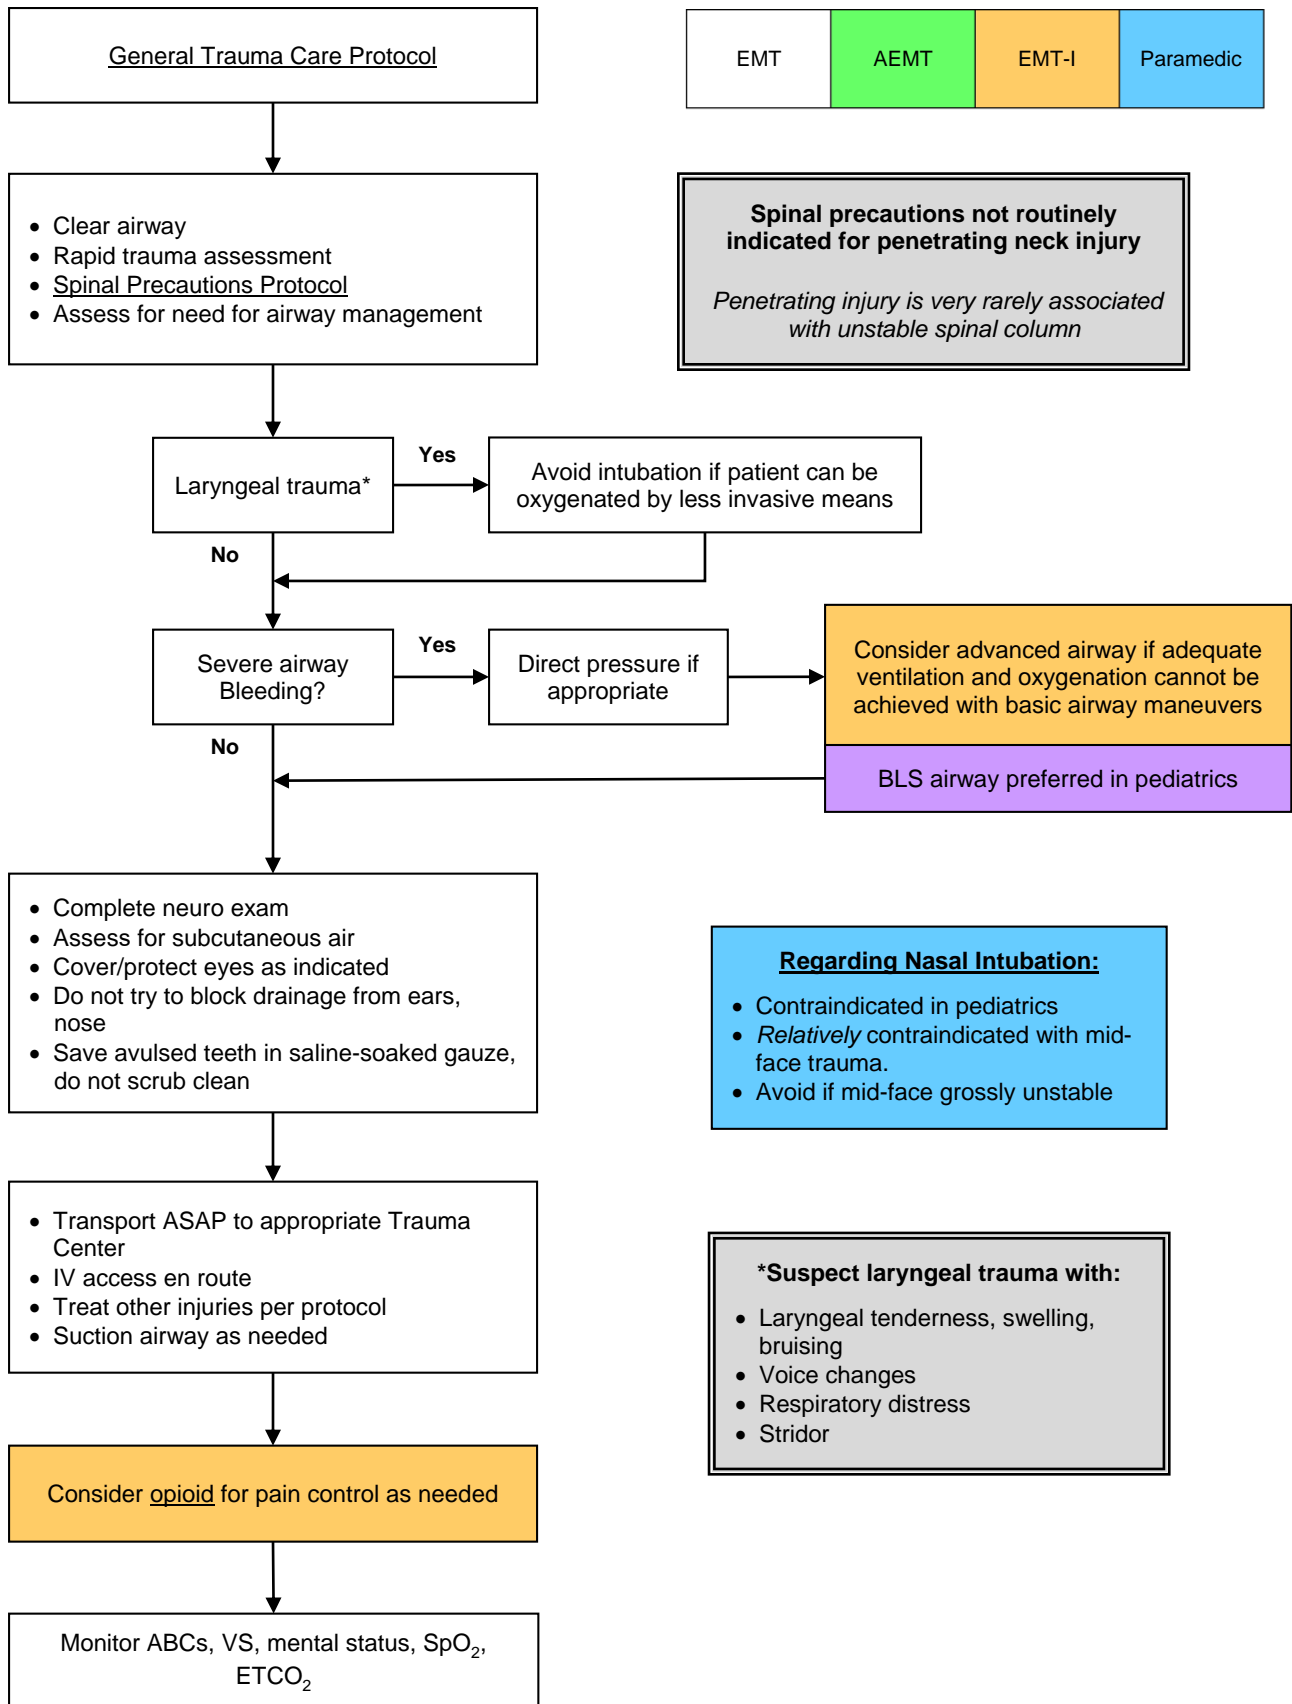 General Trauma Care Protocol
EMT
AEMT
EMT-I
Paramedic
• Clear airway
• Rapid trauma assessment
• Spinal Precautions Protocol
• Assess for need for airway management
Spinal precautions not routinely
indicated for penetrating neck injury
Penetrating injury is very rarely associated
with unstable spinal column
Laryngeal trauma*
Yes
Avoid intubation if patient can be
oxygenated by less invasive means
No
Severe airway
Bleeding?
Yes
Direct pressure if
appropriate
Consider advanced airway if adequate
ventilation and oxygenation cannot be
achieved with basic airway maneuvers
BLS airway preferred in pediatrics
No
• Complete neuro exam
• Assess for subcutaneous air
• Cover/protect eyes as indicated
• Do not try to block drainage from ears,
nose
• Save avulsed teeth in saline-soaked gauze,
do not scrub clean
Regarding Nasal Intubation:
• Contraindicated in pediatrics
• Relatively contraindicated with mid-
face trauma.
• Avoid if mid-face grossly unstable
• Transport ASAP to appropriate Trauma
Center
• IV access en route
• Treat other injuries per protocol
• Suction airway as needed
*Suspect laryngeal trauma with:
• Laryngeal tenderness, swelling,
bruising
• Voice changes
• Respiratory distress
• Stridor
Consider opioid for pain control as needed
Monitor ABCs, VS, mental status, SpO₂,
ETCO₂